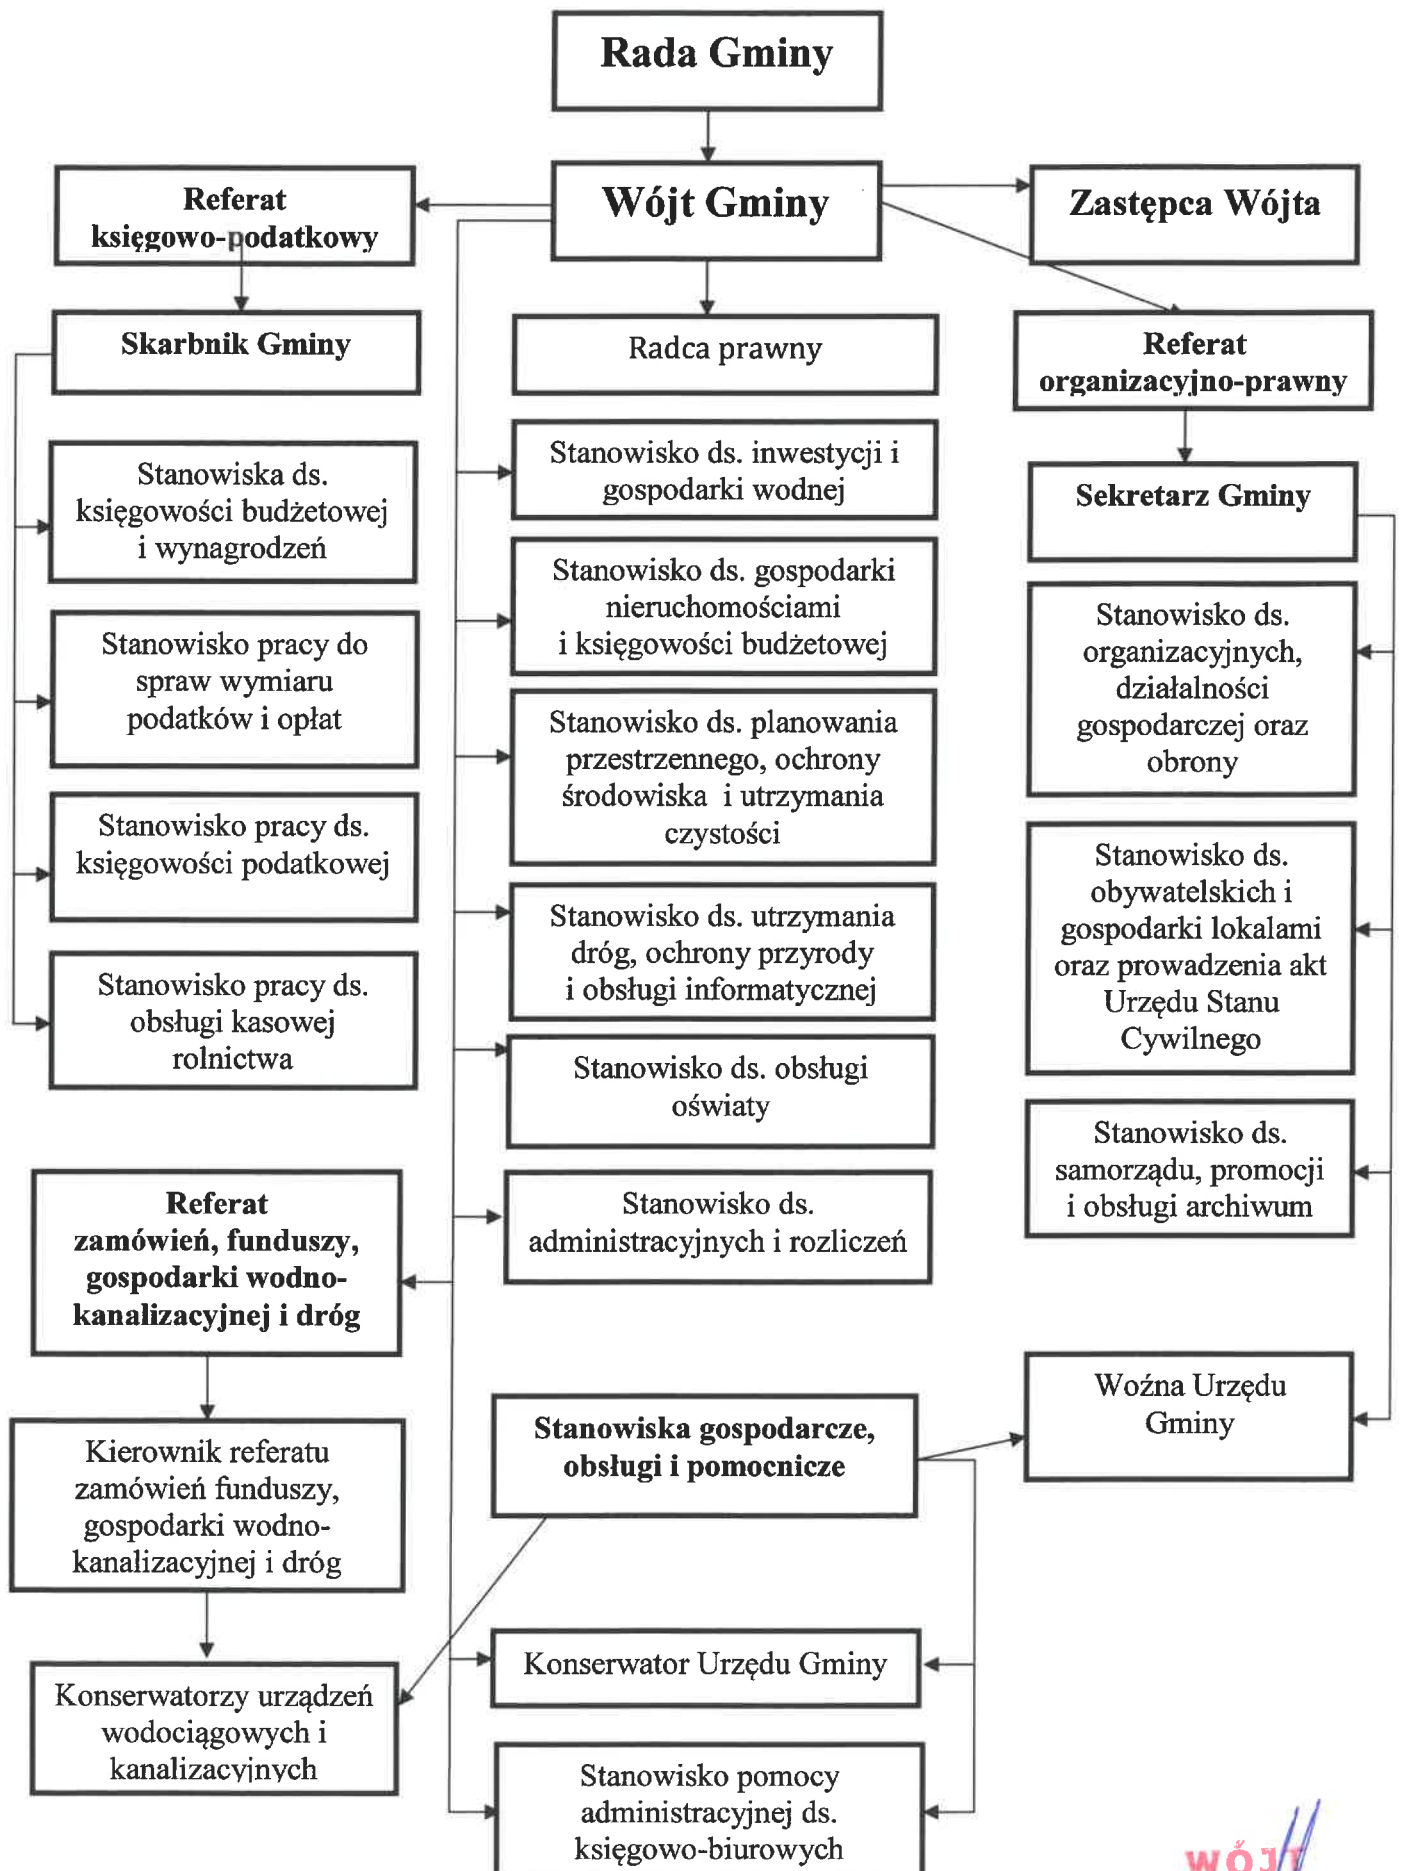 Rada Gminy
Referat
księgowo-podatkowy
Wójt Gminy
Zastępca Wójta
Skarbnik Gminy
Radca prawny
Referat
organizacyjno-prawny
Stanowiska ds.
księgowości budżetowej
i wynagrodzeń
Stanowisko pracy do
spraw wymiaru
podatków i opłat
Stanowisko pracy ds.
księgowości podatkowej
Stanowisko pracy ds.
obsługi kasowej
rolnictwa
Stanowisko ds. inwestycji i
gospodarki wodnej
Stanowisko ds. gospodarki
nieruchomościami
i księgowości budżetowej
Stanowisko ds. planowania
przestrzennego, ochrony
środowiska i utrzymania
czystości
Stanowisko ds. utrzymania
dróg, ochrony przyrody
i obsługi informatycznej
Stanowisko ds. obsługi
oświaty
Stanowisko ds.
administracyjnych i rozliczeń
Sekretarz Gminy
Stanowisko ds.
organizacyjnych,
działalności
gospodarczej oraz
obrony
Stanowisko ds.
obywatelskich i
gospodarki lokalami
oraz prowadzenia akt
Urzędu Stanu
Cywilnego
Stanowisko ds.
samorządu, promocji
i obsługi archiwum
Referat
zamówień, funduszy,
gospodarki wodno-
kanalizacyjnej i dróg
Kierownik referatu
zamówień funduszy,
gospodarki wodno-
kanalizacyjnej i dróg
Konserwatorzy urządzeń
wodociągowych i
kanalizacyjnych
Stanowiska gospodarcze,
obsługi i pomocnicze
Woźna Urzędu
Gminy
Konserwator Urzędu Gminy
Stanowisko pomocy
administracyjnej ds.
księgowo-biurowych
WÓJT